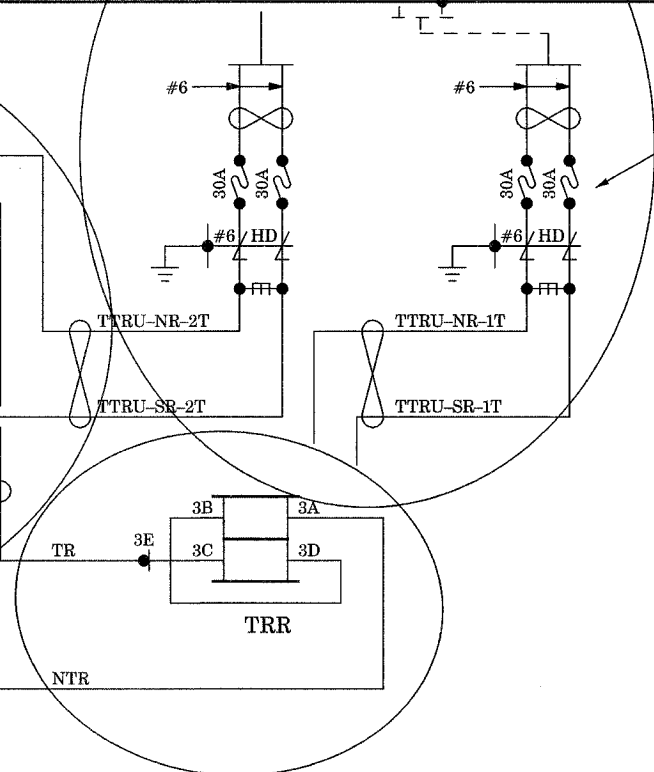 #6 #6
30A 30A 30A 30A
#6 HD #6 HD
TTRU-NR-2T TTRU-NR-1T
TTRU-SR-2T TTRU-SR-1T
3B 3A
3E
TR 3C 3D
TRR
NTR